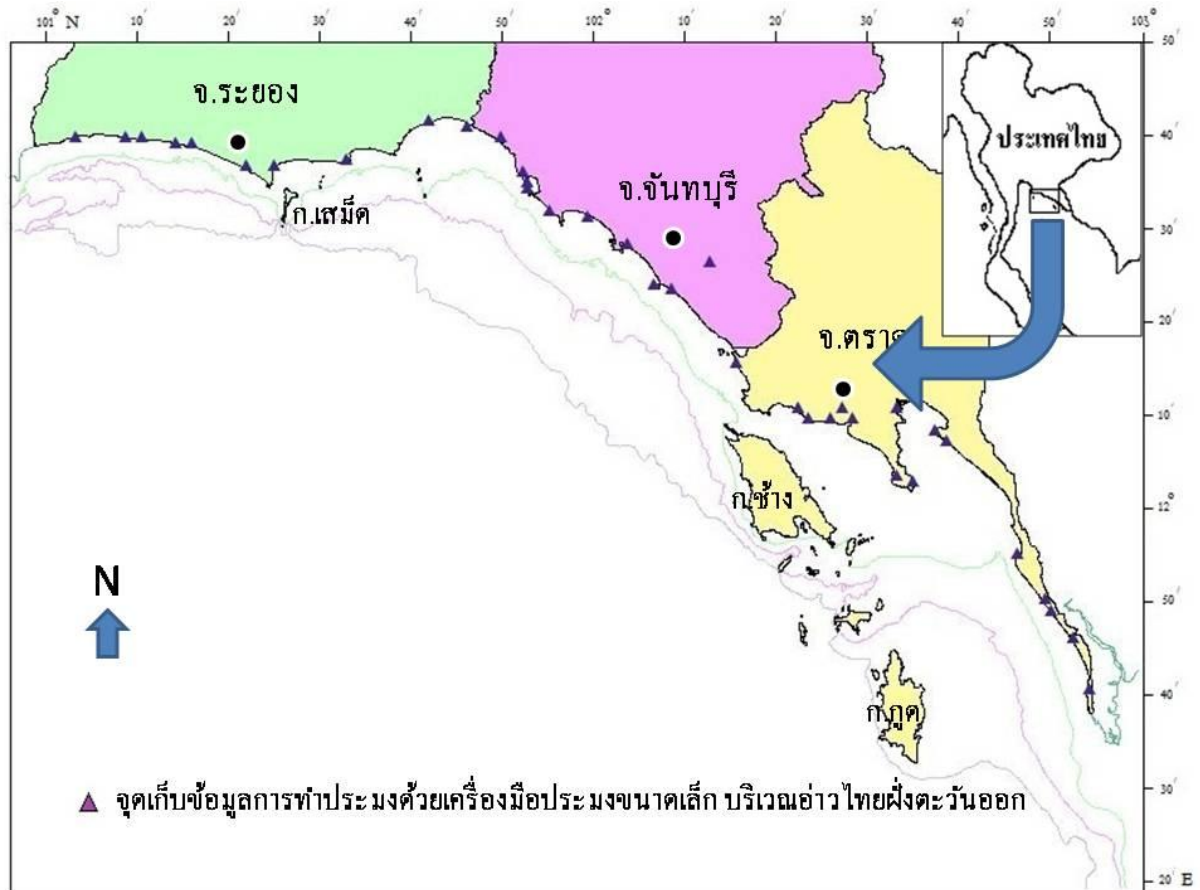 101° N 10' 20' 30' 40' 50' 102° 10' 20' 30' 40' 50' 103
50'
จ.ระยอง
ประเทศไทย
40'
จ.จันทบุรี
ก.เสม็ด
30'
20'
จ.ตราด
10'
ก.ช้าง
12°
N
50'
40'
ก.กูด
30'
จุดเก็บข้อมูลการทำประมงด้วยเครื่องมือประมงขนาดเล็ก บริเวณอ่าวไทยฝั่งตะวันออก
20' E